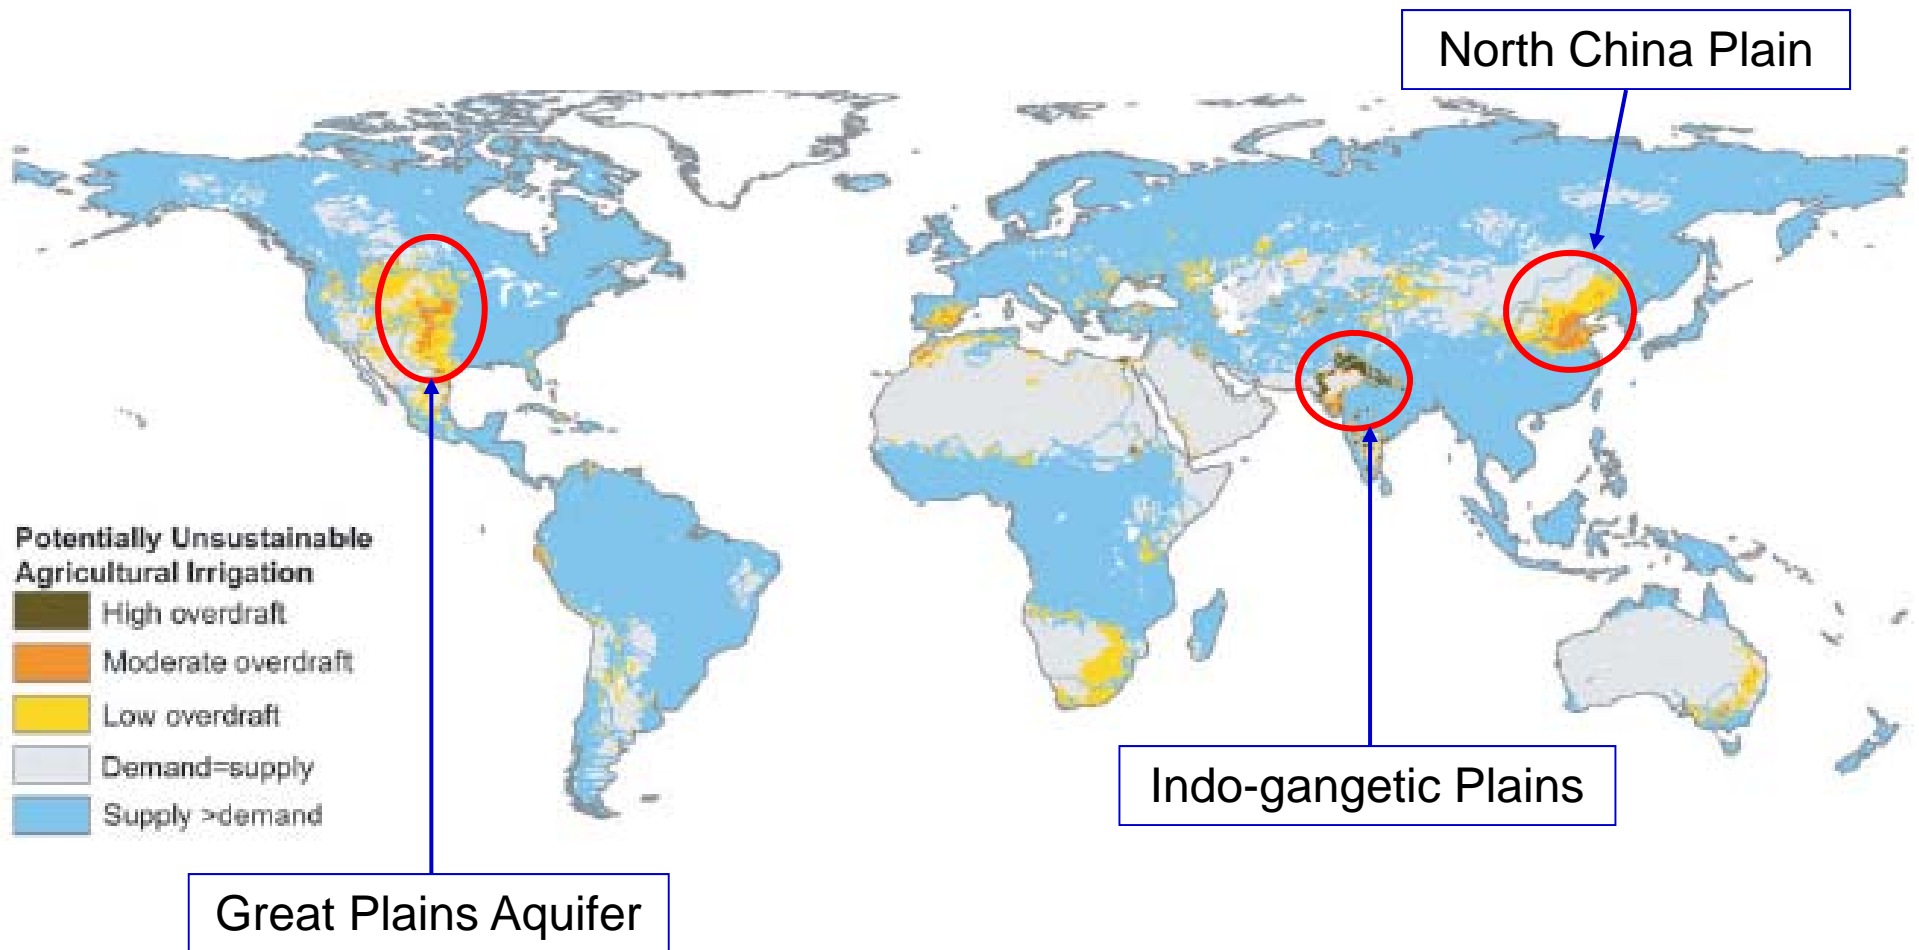 North China Plain
Potentially Unsustainable
Agricultural Irrigation
High overdraft
Moderate overdraft
Low overdraft
Demand=supply
Supply >demand
Indo-gangetic Plains
Great Plains Aquifer